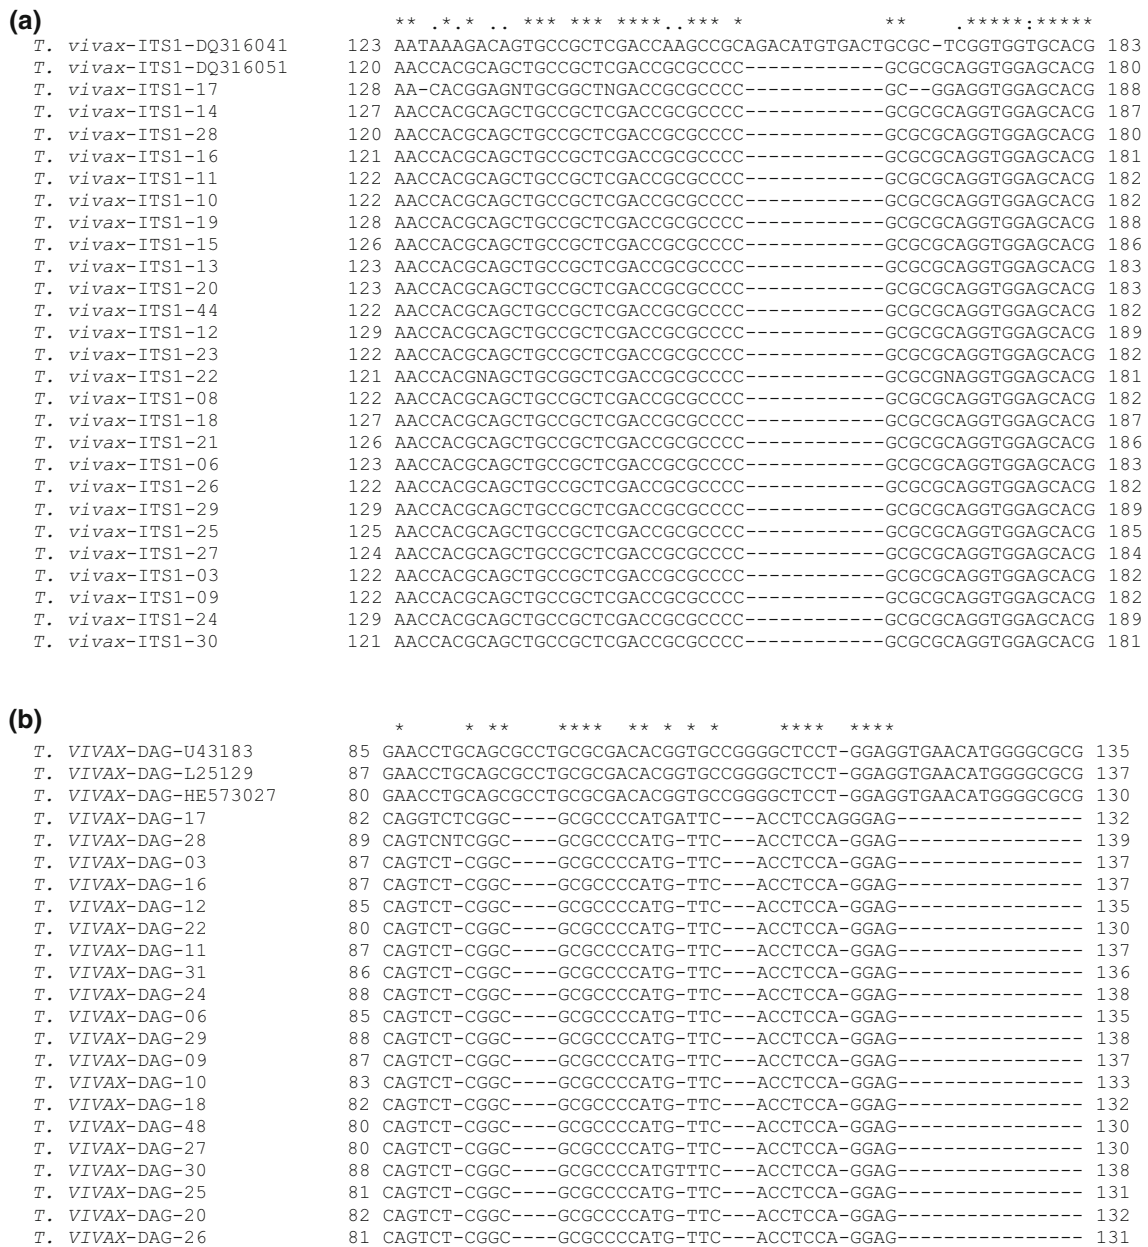 (a)
** .*.* .. *** *** ****..*** * ** .*****:*****
T. vivax-ITS1-DQ316041 123 AATAAAGACAGTGCCGCTCGACCAAGCCGCAGACATGTGACTGCGC-TCGGTGGTGCACG 183
T. vivax-ITS1-DQ316051 120 AACCACGCAGCTGCCGCTCGACCGCGCCCC------------GCGCGCAGGTGGAGCACG 180
T. vivax-ITS1-17 128 AA-CACGGAGNTGCGGCTNGACCGCGCCCC------------GC--GGAGGTGGAGCACG 188
T. vivax-ITS1-14 127 AACCACGCAGCTGCCGCTCGACCGCGCCCC------------GCGCGCAGGTGGAGCACG 187
T. vivax-ITS1-28 120 AACCACGCAGCTGCCGCTCGACCGCGCCCC------------GCGCGCAGGTGGAGCACG 180
T. vivax-ITS1-16 121 AACCACGCAGCTGCCGCTCGACCGCGCCCC------------GCGCGCAGGTGGAGCACG 181
T. vivax-ITS1-11 122 AACCACGCAGCTGCCGCTCGACCGCGCCCC------------GCGCGCAGGTGGAGCACG 182
T. vivax-ITS1-10 122 AACCACGCAGCTGCCGCTCGACCGCGCCCC------------GCGCGCAGGTGGAGCACG 182
T. vivax-ITS1-19 128 AACCACGCAGCTGCCGCTCGACCGCGCCCC------------GCGCGCAGGTGGAGCACG 188
T. vivax-ITS1-15 126 AACCACGCAGCTGCCGCTCGACCGCGCCCC------------GCGCGCAGGTGGAGCACG 186
T. vivax-ITS1-13 123 AACCACGCAGCTGCCGCTCGACCGCGCCCC------------GCGCGCAGGTGGAGCACG 183
T. vivax-ITS1-20 123 AACCACGCAGCTGCCGCTCGACCGCGCCCC------------GCGCGCAGGTGGAGCACG 183
T. vivax-ITS1-44 122 AACCACGCAGCTGCCGCTCGACCGCGCCCC------------GCGCGCAGGTGGAGCACG 182
T. vivax-ITS1-12 129 AACCACGCAGCTGCCGCTCGACCGCGCCCC------------GCGCGCAGGTGGAGCACG 189
T. vivax-ITS1-23 122 AACCACGCAGCTGCCGCTCGACCGCGCCCC------------GCGCGCAGGTGGAGCACG 182
T. vivax-ITS1-22 121 AACCACGNAGCTGCGGCTCGACCGCGCCCC------------GCGCGNAGGTGGAGCACG 181
T. vivax-ITS1-08 122 AACCACGCAGCTGCCGCTCGACCGCGCCCC------------GCGCGCAGGTGGAGCACG 182
T. vivax-ITS1-18 127 AACCACGCAGCTGCCGCTCGACCGCGCCCC------------GCGCGCAGGTGGAGCACG 187
T. vivax-ITS1-21 126 AACCACGCAGCTGCCGCTCGACCGCGCCCC------------GCGCGCAGGTGGAGCACG 186
T. vivax-ITS1-06 123 AACCACGCAGCTGCCGCTCGACCGCGCCCC------------GCGCGCAGGTGGAGCACG 183
T. vivax-ITS1-26 122 AACCACGCAGCTGCCGCTCGACCGCGCCCC------------GCGCGCAGGTGGAGCACG 182
T. vivax-ITS1-29 129 AACCACGCAGCTGCCGCTCGACCGCGCCCC------------GCGCGCAGGTGGAGCACG 189
T. vivax-ITS1-25 125 AACCACGCAGCTGCCGCTCGACCGCGCCCC------------GCGCGCAGGTGGAGCACG 185
T. vivax-ITS1-27 124 AACCACGCAGCTGCCGCTCGACCGCGCCCC------------GCGCGCAGGTGGAGCACG 184
T. vivax-ITS1-03 122 AACCACGCAGCTGCCGCTCGACCGCGCCCC------------GCGCGCAGGTGGAGCACG 182
T. vivax-ITS1-09 122 AACCACGCAGCTGCCGCTCGACCGCGCCCC------------GCGCGCAGGTGGAGCACG 182
T. vivax-ITS1-24 129 AACCACGCAGCTGCCGCTCGACCGCGCCCC------------GCGCGCAGGTGGAGCACG 189
T. vivax-ITS1-30 121 AACCACGCAGCTGCCGCTCGACCGCGCCCC------------GCGCGCAGGTGGAGCACG 181
(b)
* * ** **** ** * * * **** ****
T. VIVAX-DAG-U43183 85 GAACCTGCAGCGCCTGCGCGACACGGTGCCGGGGCTCCT-GGAGGTGAACATGGGGCGCG 135
T. VIVAX-DAG-L25129 87 GAACCTGCAGCGCCTGCGCGACACGGTGCCGGGGCTCCT-GGAGGTGAACATGGGGCGCG 137
T. VIVAX-DAG-HE573027 80 GAACCTGCAGCGCCTGCGCGACACGGTGCCGGGGCTCCT-GGAGGTGAACATGGGGCGCG 130
T. VIVAX-DAG-17 82 CAGGTCTCGGC----GCGCCCCATGATTC---ACCTCCAGGGAG---------------- 132
T. VIVAX-DAG-28 89 CAGTCNTCGGC----GCGCCCCATG-TTC---ACCTCCA-GGAG---------------- 139
T. VIVAX-DAG-03 87 CAGTCT-CGGC----GCGCCCCATG-TTC---ACCTCCA-GGAG---------------- 137
T. VIVAX-DAG-16 87 CAGTCT-CGGC----GCGCCCCATG-TTC---ACCTCCA-GGAG---------------- 137
T. VIVAX-DAG-12 85 CAGTCT-CGGC----GCGCCCCATG-TTC---ACCTCCA-GGAG---------------- 135
T. VIVAX-DAG-22 80 CAGTCT-CGGC----GCGCCCCATG-TTC---ACCTCCA-GGAG---------------- 130
T. VIVAX-DAG-11 87 CAGTCT-CGGC----GCGCCCCATG-TTC---ACCTCCA-GGAG---------------- 137
T. VIVAX-DAG-31 86 CAGTCT-CGGC----GCGCCCCATG-TTC---ACCTCCA-GGAG---------------- 136
T. VIVAX-DAG-24 88 CAGTCT-CGGC----GCGCCCCATG-TTC---ACCTCCA-GGAG---------------- 138
T. VIVAX-DAG-06 85 CAGTCT-CGGC----GCGCCCCATG-TTC---ACCTCCA-GGAG---------------- 135
T. VIVAX-DAG-29 88 CAGTCT-CGGC----GCGCCCCATG-TTC---ACCTCCA-GGAG---------------- 138
T. VIVAX-DAG-09 87 CAGTCT-CGGC----GCGCCCCATG-TTC---ACCTCCA-GGAG---------------- 137
T. VIVAX-DAG-10 83 CAGTCT-CGGC----GCGCCCCATG-TTC---ACCTCCA-GGAG---------------- 133
T. VIVAX-DAG-18 82 CAGTCT-CGGC----GCGCCCCATG-TTC---ACCTCCA-GGAG---------------- 132
T. VIVAX-DAG-48 80 CAGTCT-CGGC----GCGCCCCATG-TTC---ACCTCCA-GGAG---------------- 130
T. VIVAX-DAG-27 80 CAGTCT-CGGC----GCGCCCCATG-TTC---ACCTCCA-GGAG---------------- 130
T. VIVAX-DAG-30 88 CAGTCT-CGGC----GCGCCCCATGTTTC---ACCTCCA-GGAG---------------- 138
T. VIVAX-DAG-25 81 CAGTCT-CGGC----GCGCCCCATG-TTC---ACCTCCA-GGAG---------------- 131
T. VIVAX-DAG-20 82 CAGTCT-CGGC----GCGCCCCATG-TTC---ACCTCCA-GGAG---------------- 132
T. VIVAX-DAG-26 81 CAGTCT-CGGC----GCGCCCCATG-TTC---ACCTCCA-GGAG---------------- 131